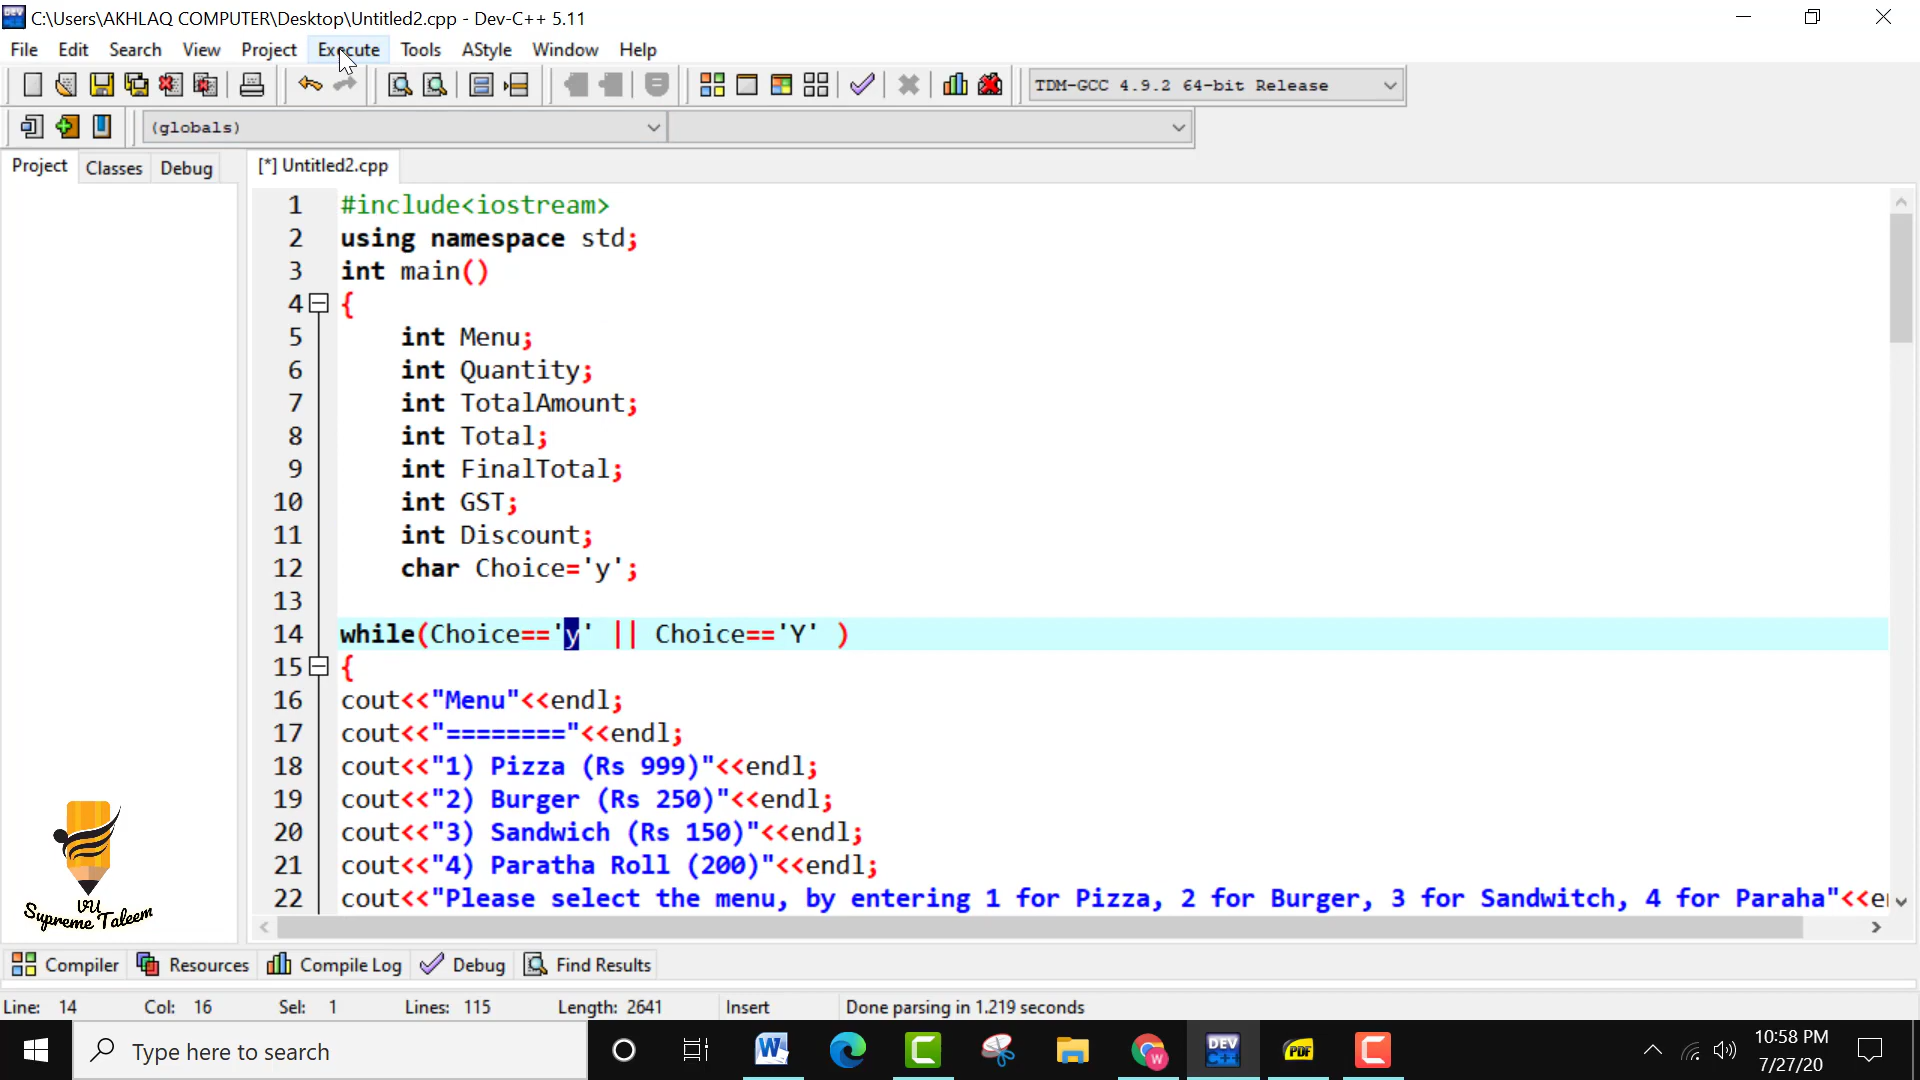 C:\Users\AKHLAQ COMPUTER\Desktop\Untitled2.cpp - Dev-C++ 5.11
File Edit Search View Project Execute Tools AStyle Window Help
TDM-GCC 4.9.2 64-bit Release
(globals)
Project Classes Debug
[*] Untitled2.cpp
1 #include<iostream>
2 using namespace std;
3 int main()
4 {
5 int Menu;
6 int Quantity;
7 int TotalAmount;
8 int Total;
9 int FinalTotal;
10 int GST;
11 int Discount;
12 char Choice='y';
13
14 while(Choice=='y' || Choice=='Y' )
15 {
16 cout<<"Menu"<<endl;
17 cout<<"========"<<endl;
18 cout<<"1) Pizza (Rs 999)"<<endl;
19 cout<<"2) Burger (Rs 250)"<<endl;
20 cout<<"3) Sandwich (Rs 150)"<<endl;
21 cout<<"4) Paratha Roll (200)"<<endl;
22 cout<<"Please select the menu, by entering 1 for Pizza, 2 for Burger, 3 for Sandwitch, 4 for Paraha"<<e
VU
Supreme Taleem
Compiler Resources Compile Log Debug Find Results
Line: 14 Col: 16 Sel: 1 Lines: 115 Length: 2641 Insert Done parsing in 1.219 seconds
Type here to search
DEV C++
PDF
10:58 PM
7/27/20